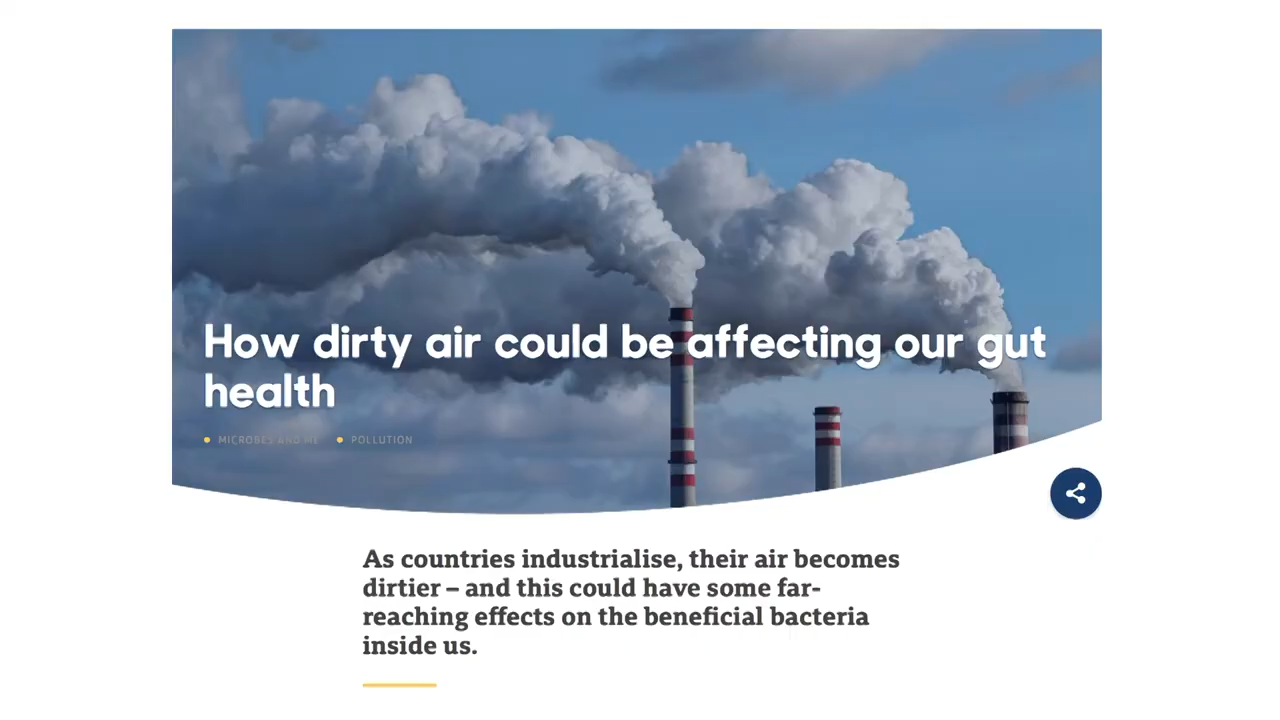 How dirty air could be affecting our gut
health
MICROBES AND ME POLLUTION
As countries industrialise, their air becomes
dirtier – and this could have some far-
reaching effects on the beneficial bacteria
inside us.